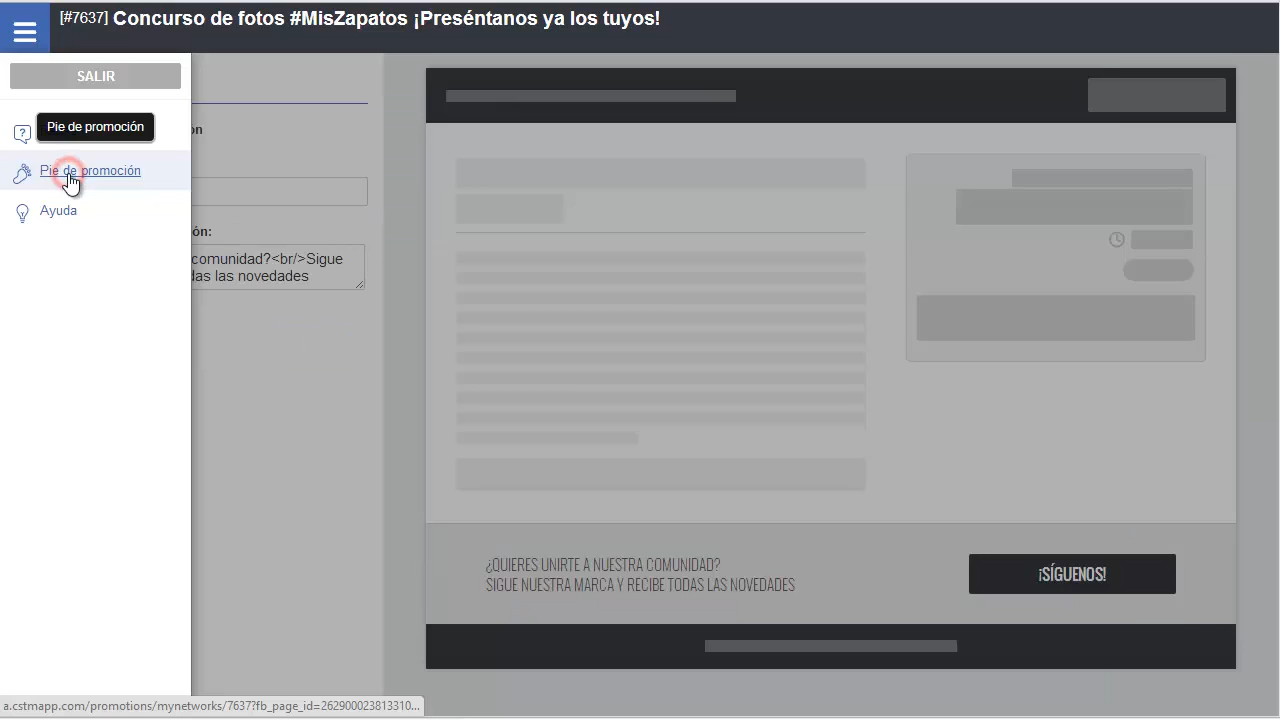 [#7637] Concurso de fotos #MisZapatos ¡Preséntanos ya los tuyos!
SALIR
Pie de promoción
?
Pie de promoción
Ayuda
ón:
comunidad?<br/>Sigue
das las novedades
¿QUIERES UNIRTE A NUESTRA COMUNIDAD?
SIGUE NUESTRA MARCA Y RECIBE TODAS LAS NOVEDADES
¡SÍGUENOS!
a.cstmapp.com/promotions/mynetworks/7637?fb_page_id=262900023813310...